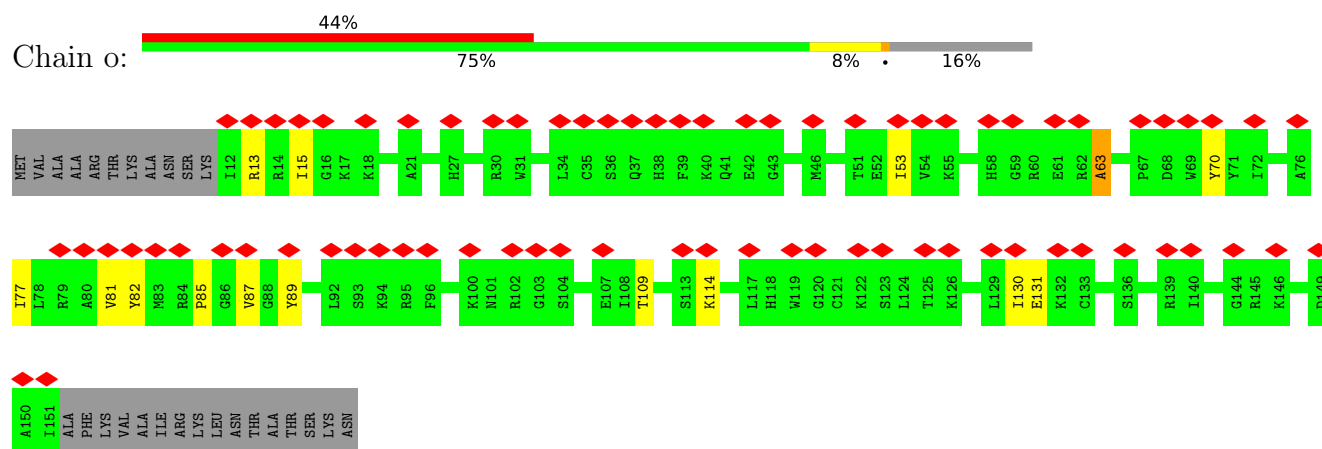 44%
Chain o:
75% 8% • 16%
MET VAL ALA ALA ARG THR LYS ALA ASN SER LYS I12 R13 R14 I15 G16 K17 K18 A21 H27 R30 W31 L34 C35 S36 Q37 H38 F39 K40 Q41 E42 G43 M46 T51 E52 I53 V54 K55 H58 G59 R60 E61 R62 A63 P67 D68 W69 Y70 Y71 I72 A76
I77 L78 R79 A80 V81 Y82 M83 R84 P85 G86 V87 G88 Y89 L92 S93 K94 R95 F96 K100 N101 R102 G103 S104 E107 I108 T109 S113 K114 L117 H118 W119 G120 C121 K122 S123 L124 T125 K126 L129 I130 E131 K132 C133 S136 R139 I140 G144 R145 K146 D149
A150 I151 ALA PHE LYS VAL ALA ILE ARG LYS LEU ASN THR ALA THR SER LYS ASN